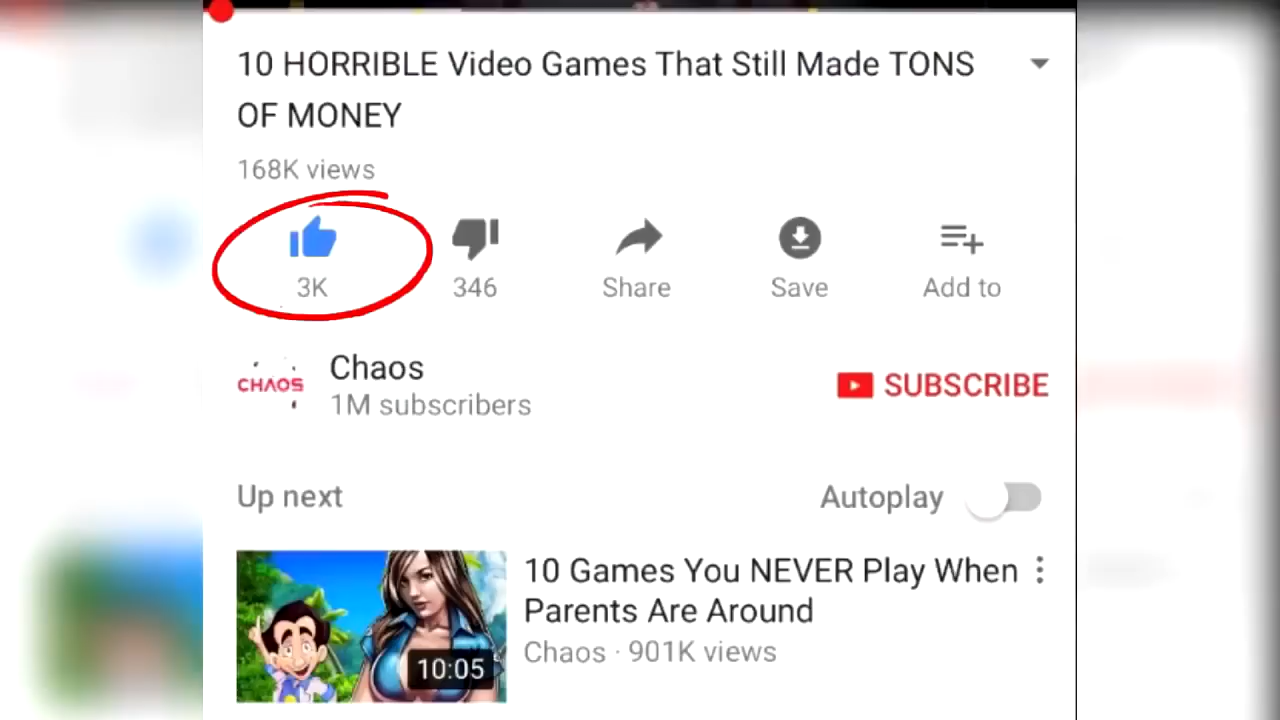 10 HORRIBLE Video Games That Still Made TONS
OF MONEY
168K views
3K
346
Share
Save
Add to
CHAOS
Chaos
1M subscribers
SUBSCRIBE
Up next
Autoplay
10:05
10 Games You NEVER Play When
Parents Are Around
Chaos · 901K views